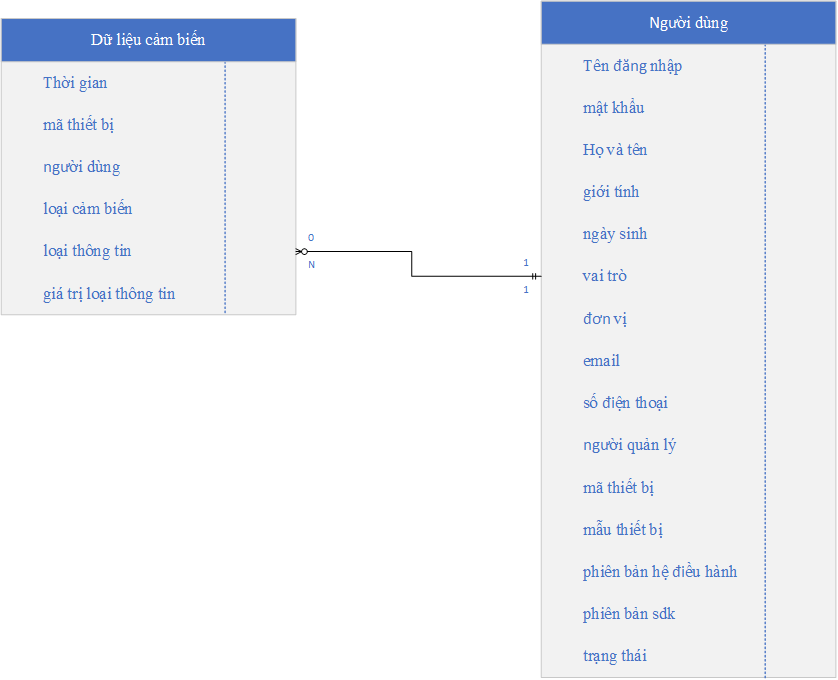 Dữ liệu cảm biến
Thời gian
mã thiết bị
người dùng
loại cảm biến
loại thông tin
giá trị loại thông tin
0
N
1
1
Người dùng
Tên đăng nhập
mật khẩu
Họ và tên
giới tính
ngày sinh
vai trò
đơn vị
email
số điện thoại
người quản lý
mã thiết bị
mẫu thiết bị
phiên bản hệ điều hành
phiên bản sdk
trạng thái